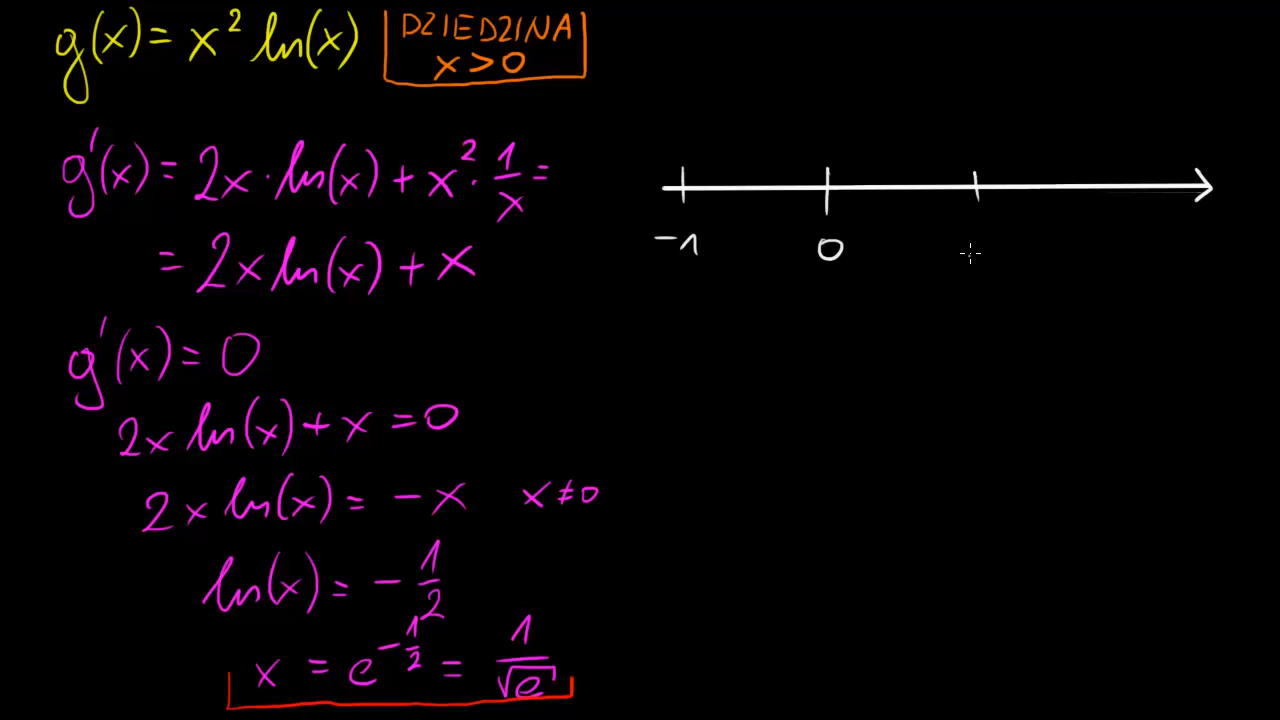 g(x) = x² ln(x)
DZIEDZINA
x > 0
g'(x) = 2x · ln(x) + x² · 1/x =
= 2x ln(x) + x
g'(x) = 0
2x ln(x) + x = 0
2x ln(x) = - x x ≠ 0
ln(x) = - 1/2
x = e^(-1/2) = 1/√e
-1 0